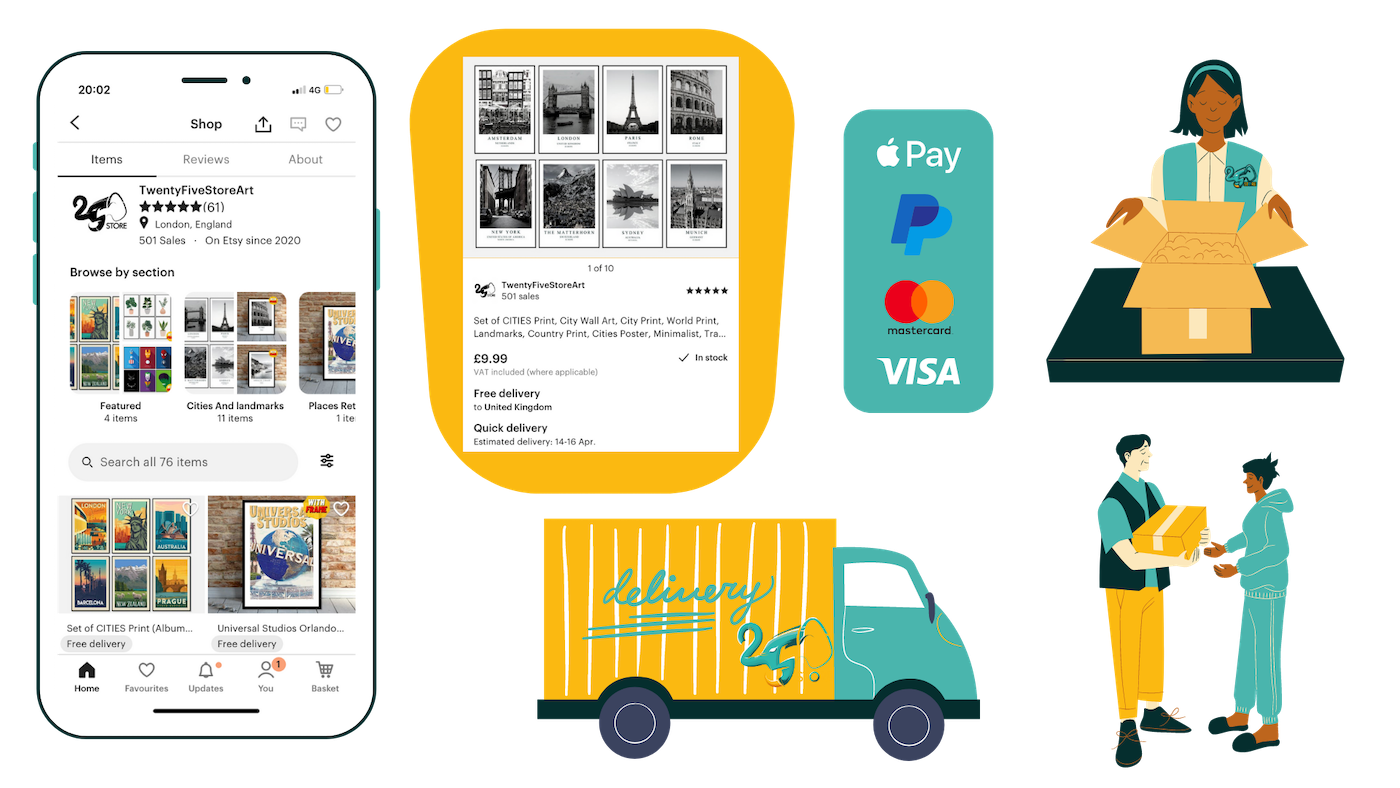 20:02
4G
Shop
Items
Reviews
About
TwentyFiveStoreArt
(61)
London, England
501 Sales · On Etsy since 2020
STORE
Browse by section
NEW ZEALAND
Featured
4 items
Cities And landmarks
11 items
Places Ret
1 ite
Search all 76 items
LONDON
NEW YORK
AUSTRALIA
BARCELONA
NEW ZEALAND
PRAGUE
WITH FRAME
UNIVERSAL STUDIOS
UNIVERSAL
Set of CITIES Print (Album...
Free delivery
Universal Studios Orlando...
Free delivery
1
Home
Favourites
Updates
You
Basket
AMSTERDAM
LONDON
PARIS
ROME
NEW YORK
THE MATTERHORN
SYDNEY
MUNICH
1 of 10
TwentyFiveStoreArt
501 sales
Set of CITIES Print, City Wall Art, City Print, World Print,
Landmarks, Country Print, Cities Poster, Minimalist, Tra...
£9.99
In stock
VAT included (where applicable)
Free delivery
to United Kingdom
Quick delivery
Estimated delivery: 14-16 Apr.
Pay
mastercard
VISA
delivery